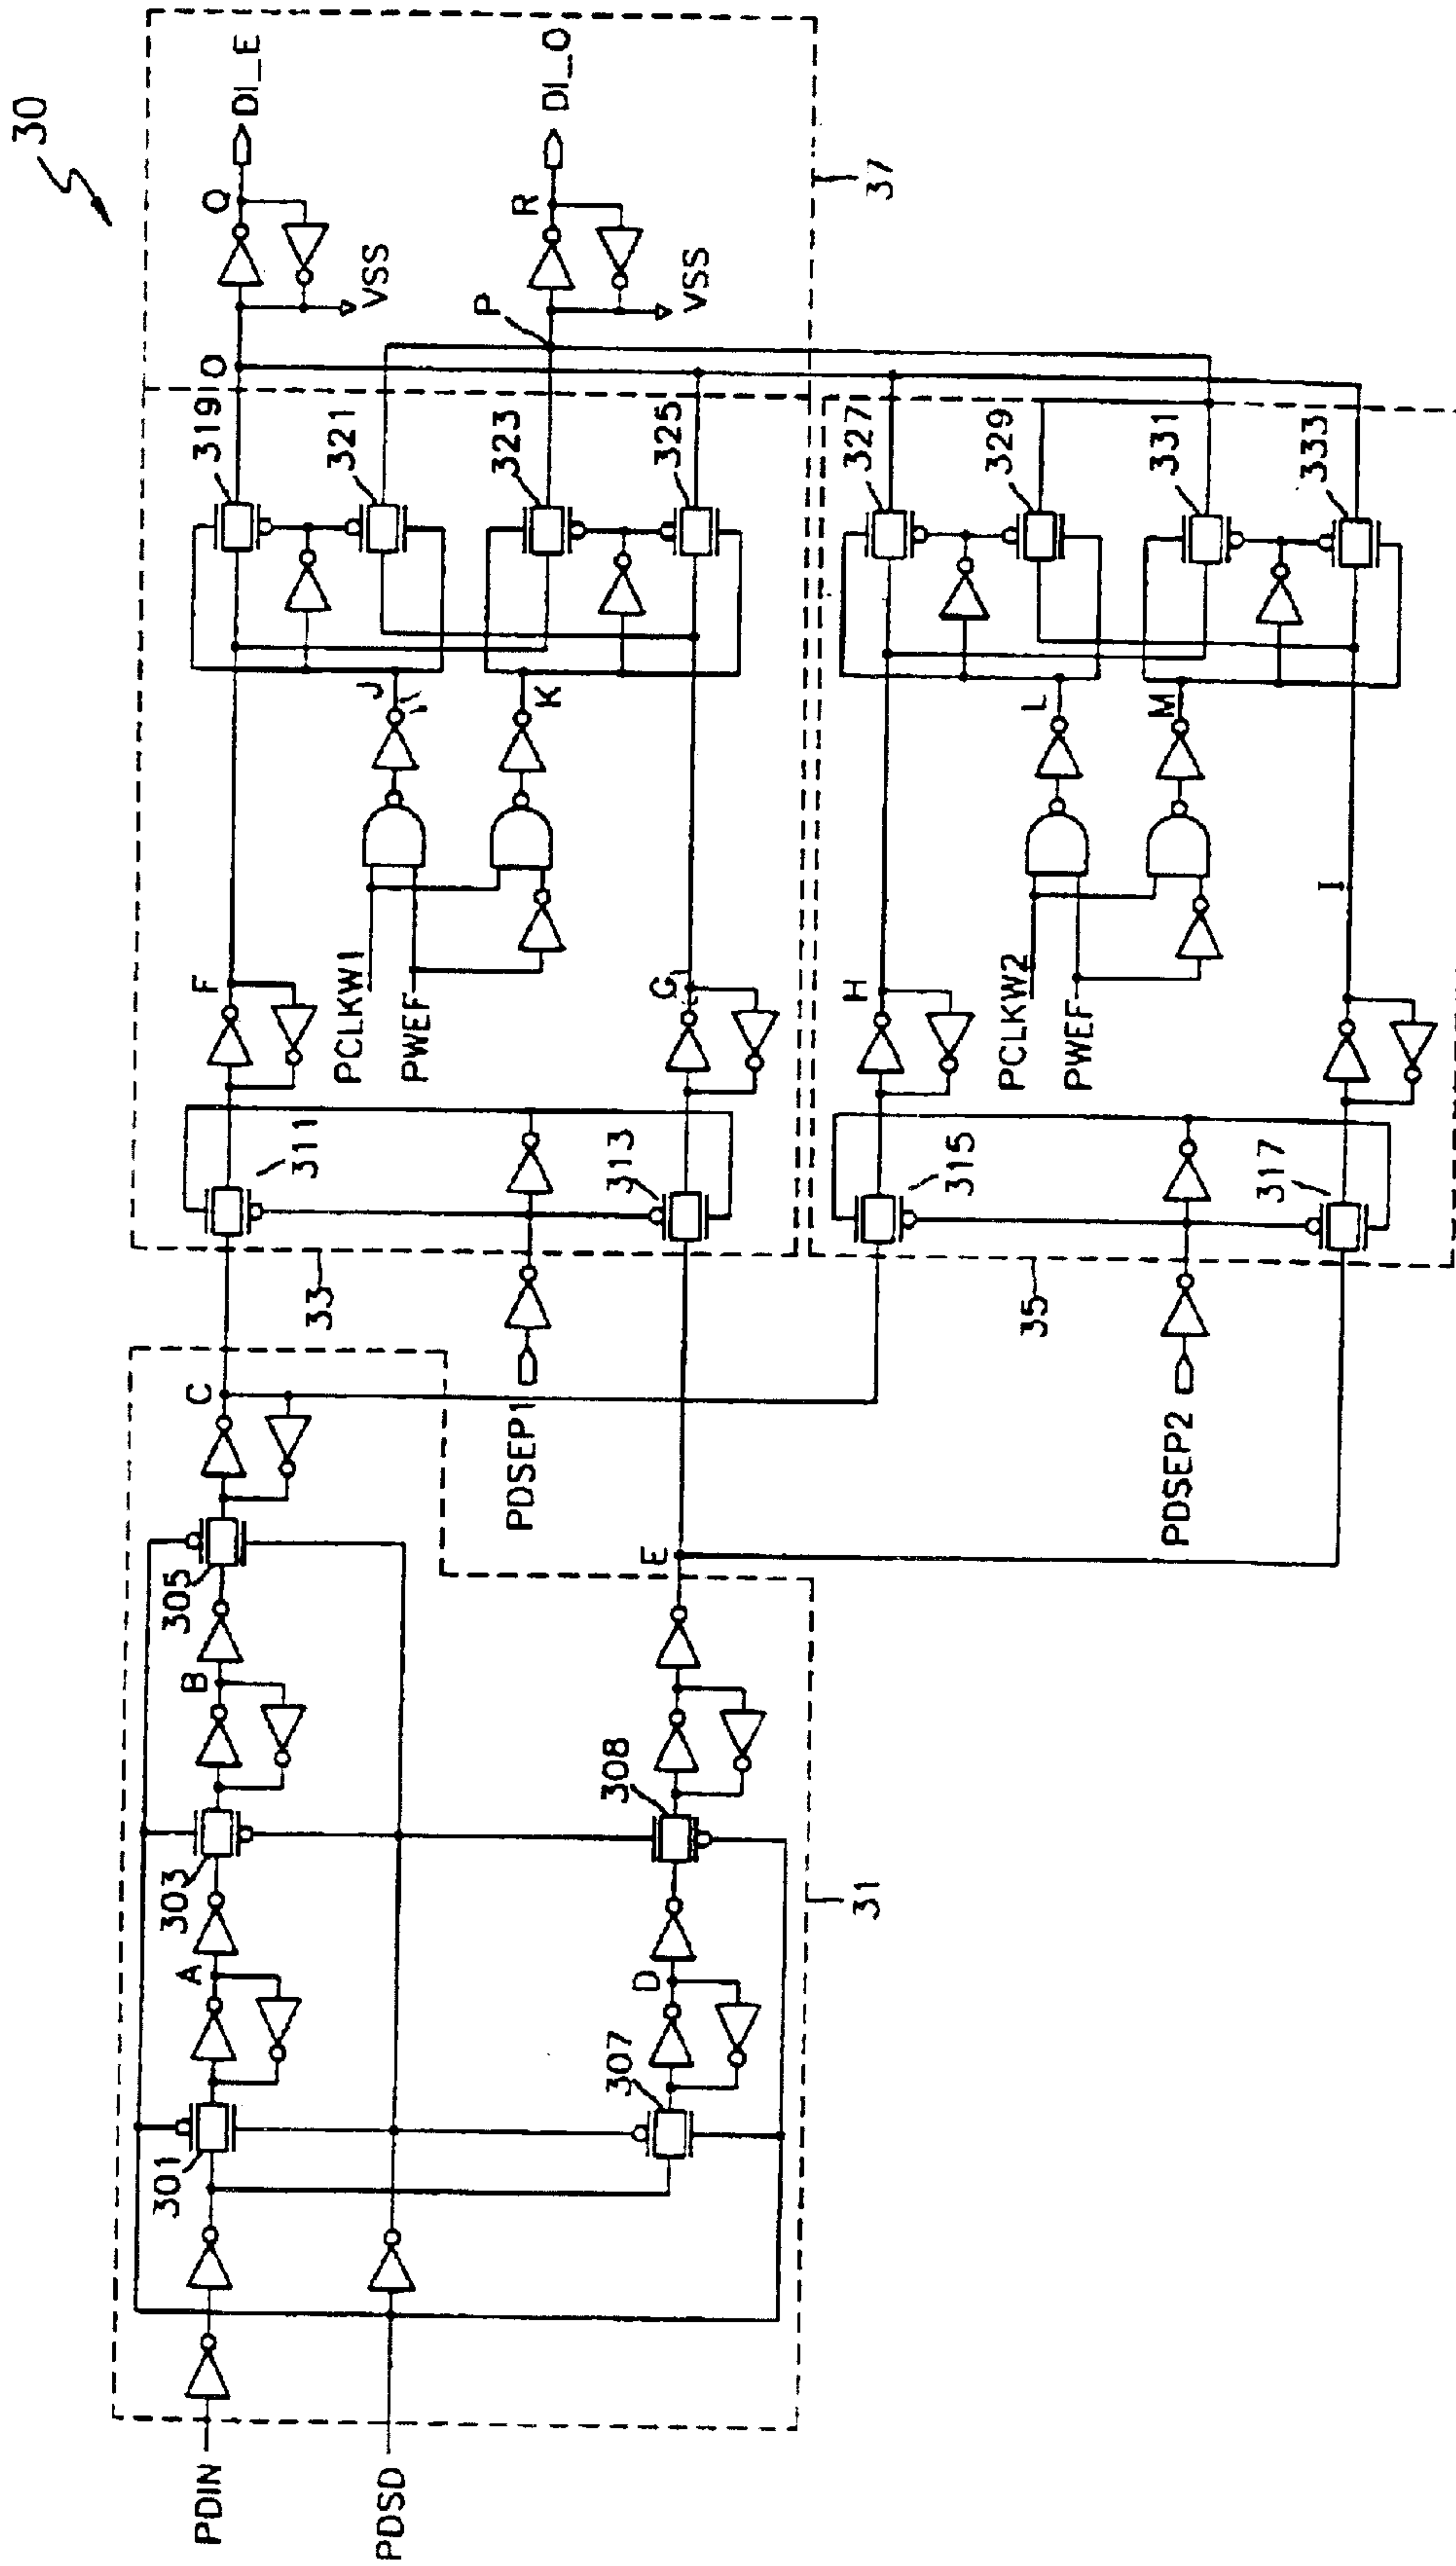 30
PDIN
PDSD
301
A
303
B
305
C
307
D
308
E
31
PDSEP1
33
311
313
F
G
PCLKW1
PWEF
J
K
319
321
323
325
O
P
Q
R
VSS
VSS
DI_E
DI_O
37
PDSEP2
35
315
317
H
I
PCLKW2
PWEF
L
M
327
329
331
333